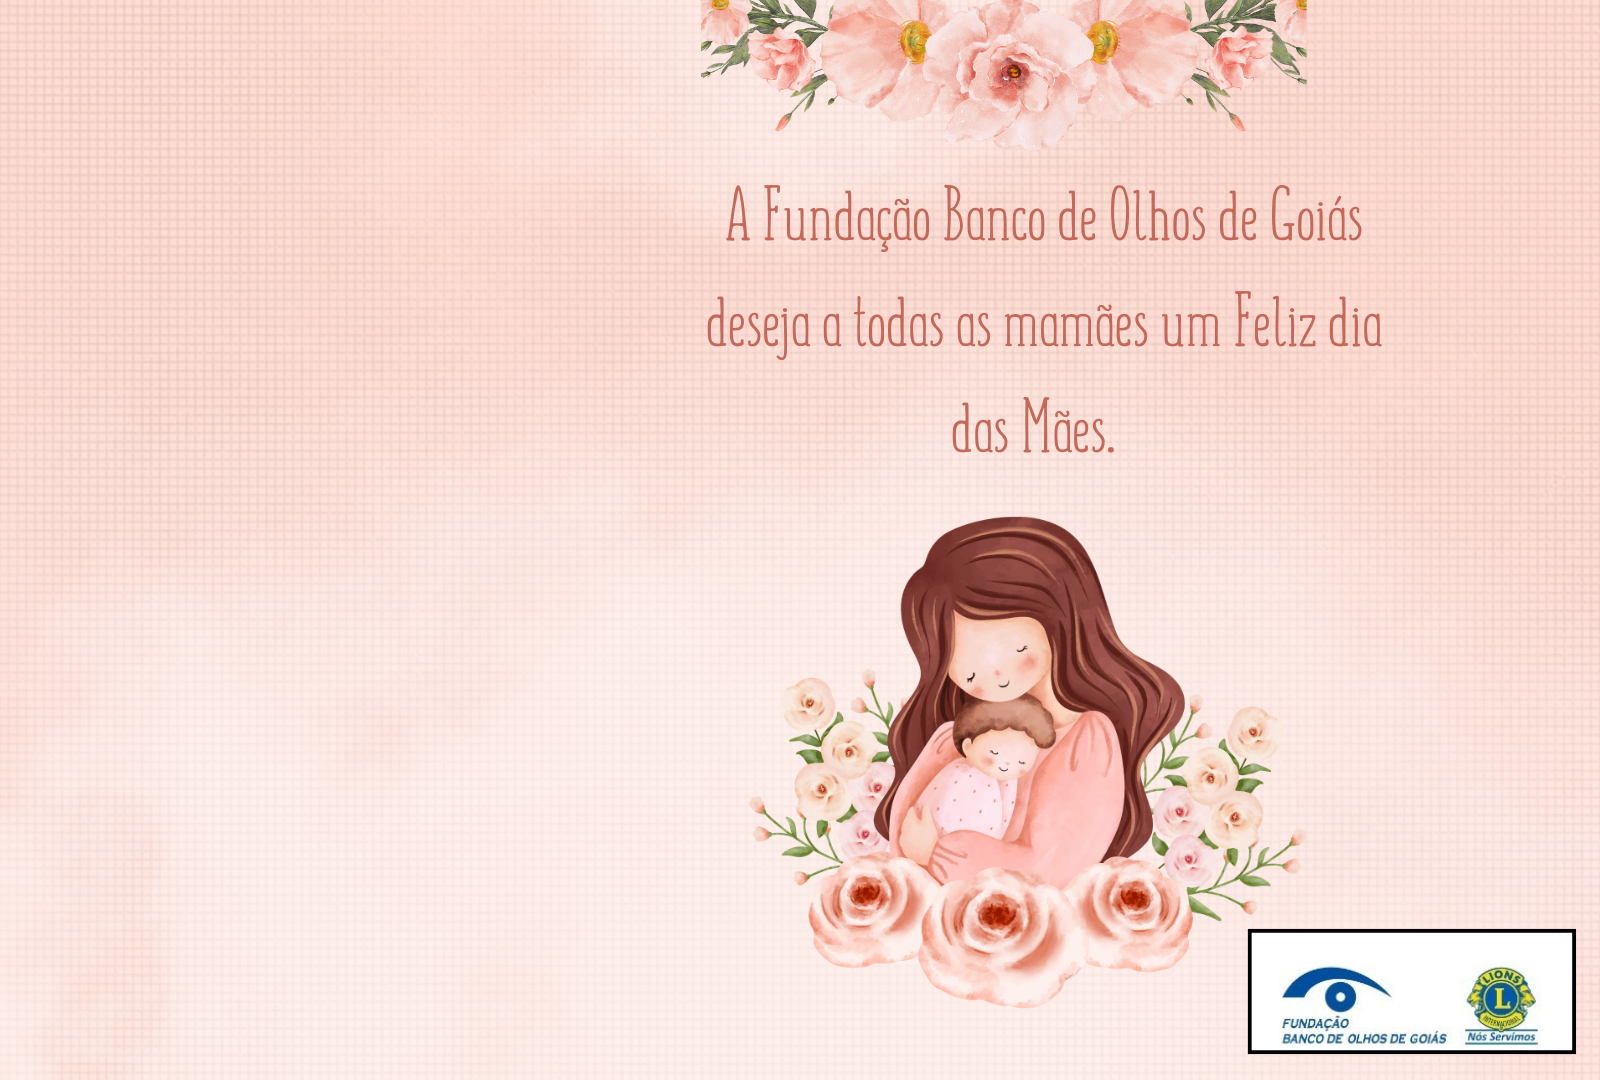 A Fundação Banco de Olhos de Goiás
deseja a todas as mamães um Feliz dia
das Mães.
FUNDAÇÃO
BANCO DE OLHOS DE GOIÁS
LIONS
L
INTERNACIONAL
Nós Servimos